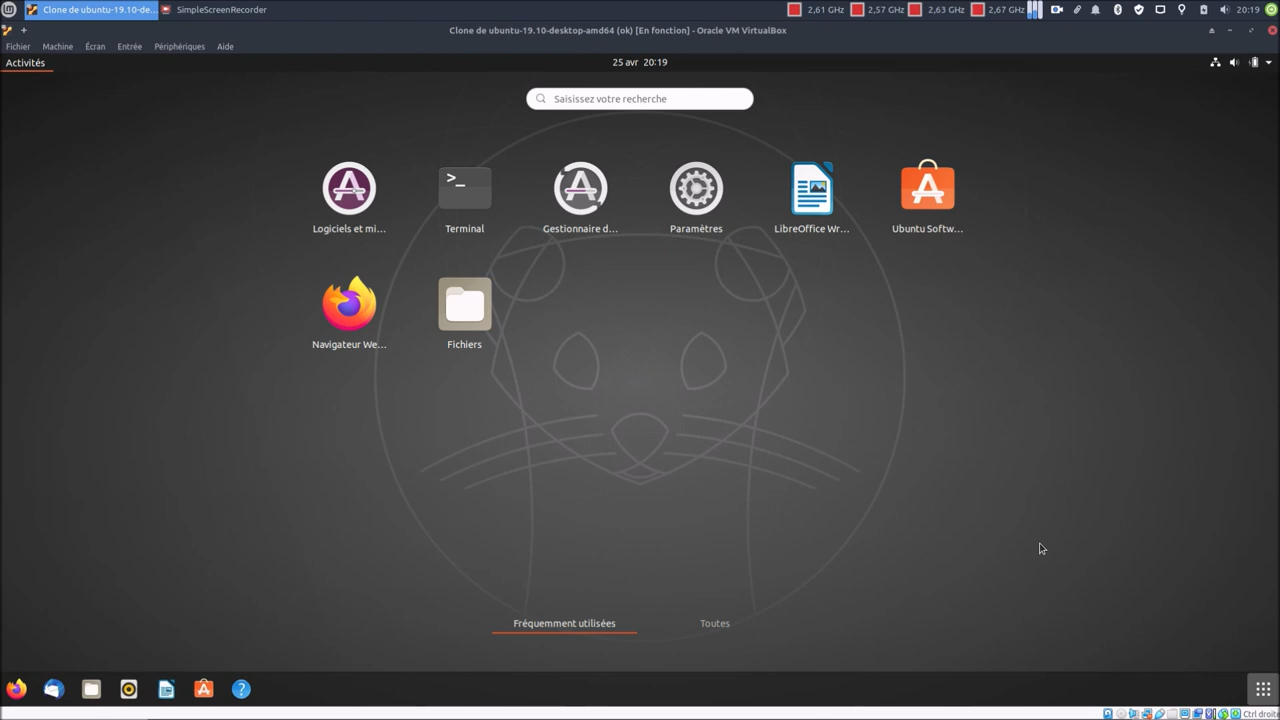 Clone de ubuntu-19.10-de...
SimpleScreenRecorder
2,61 GHz
2,57 GHz
2,63 GHz
2,67 GHz
20:19
Clone de ubuntu-19.10-desktop-amd64 (ok) [En fonction] - Oracle VM VirtualBox
Fichier Machine Écran Entrée Périphériques Aide
Activités
25 avr 20:19
Saisissez votre recherche
Logiciels et mi...
Terminal
Gestionnaire d...
Paramètres
LibreOffice Wr...
Ubuntu Softw...
Navigateur We...
Fichiers
Fréquemment utilisées
Toutes
Ctrl droite